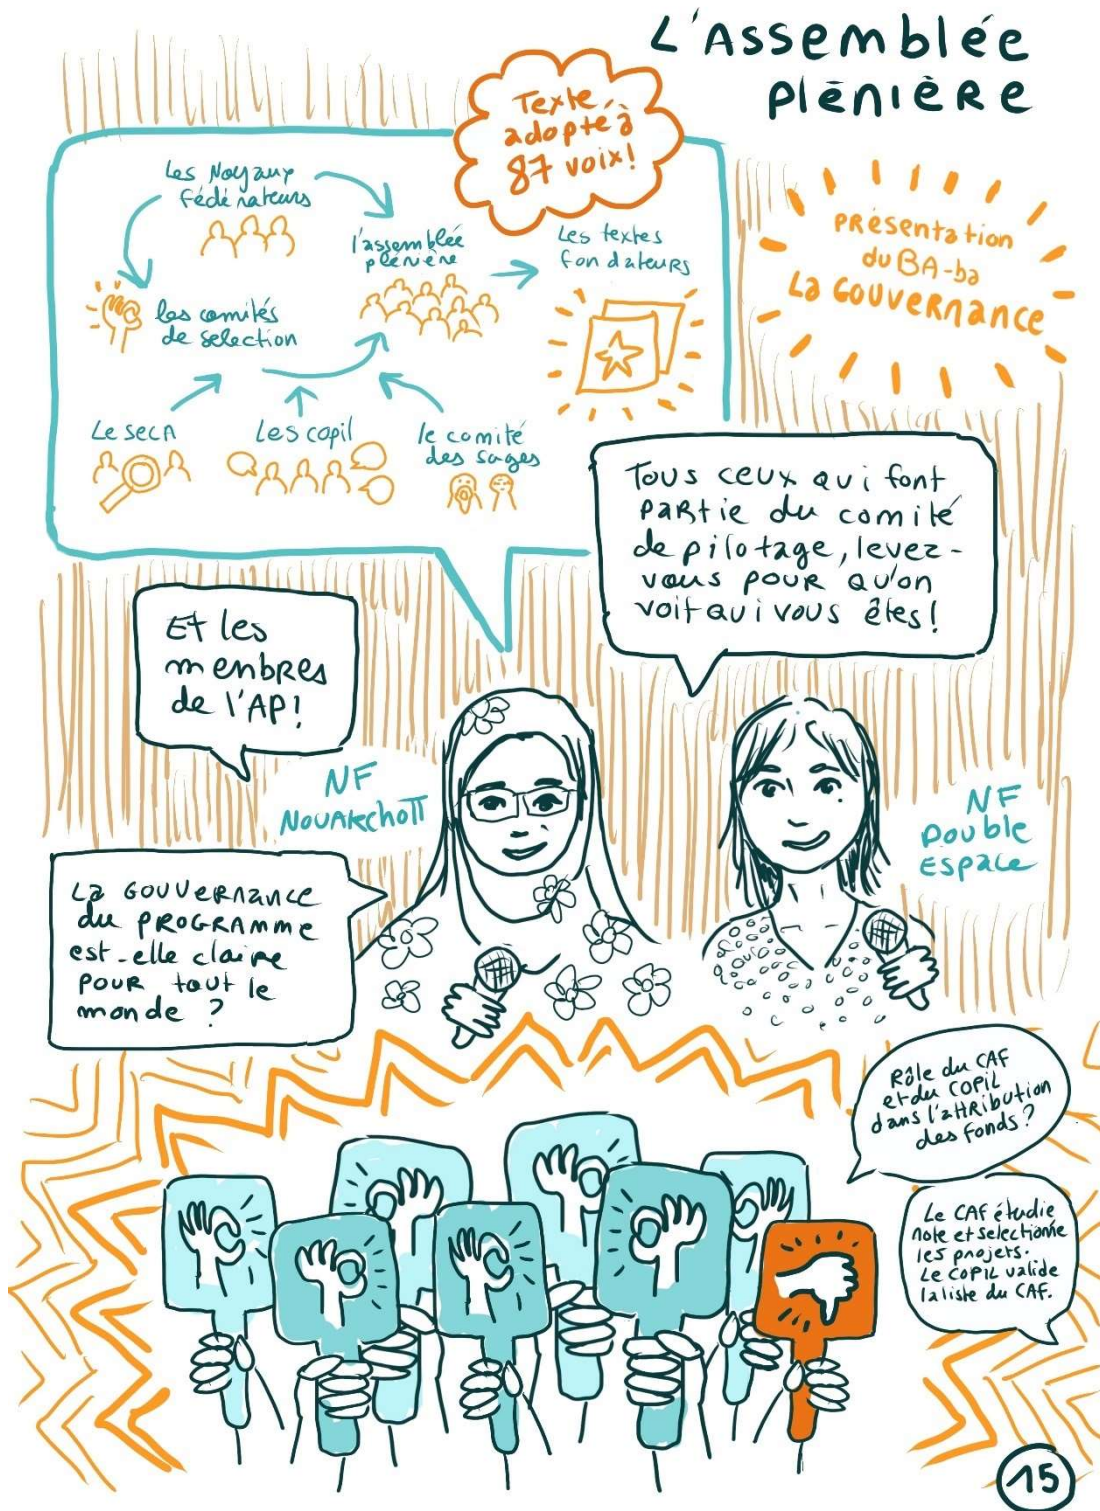 L'Assemblée
plénière
Texte
adopté à
87 voix!
Les Noyaux
fédérateurs
l'assemblée
plénière
Les textes
fondateurs
les comités
de selection
Le secn
Les copil
le comité
des sages
présentation
du BA-ba
La Gouvernance
Tous ceux qui font
partie du comité
de pilotage, levez-
vous pour qu'on
voit qui vous êtes!
Et les
menbres
de l'AP!
NF
Nouakchott
NF
Double
Espace
La Gouvernance
du programme
est-elle claire
pour tout le
monde ?
Rôle du CAF
et du COPIL
dans l'attribution
des fonds?
Le CAF étudie
note et selectionne
les projets.
Le COPIL valide
la liste du CAF.
15